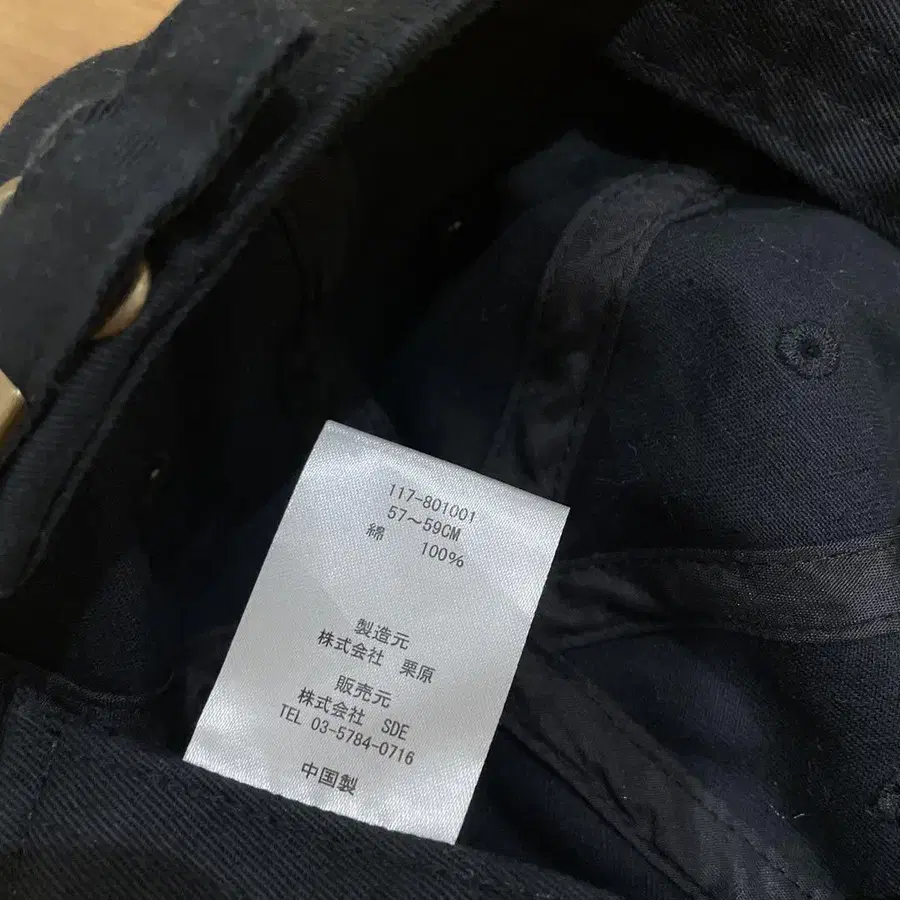 117-801001
57～59CM
綿 100%
製造元
株式会社 栗原
販売元
株式会社 SDE
TEL 03-5784-0716
中国製